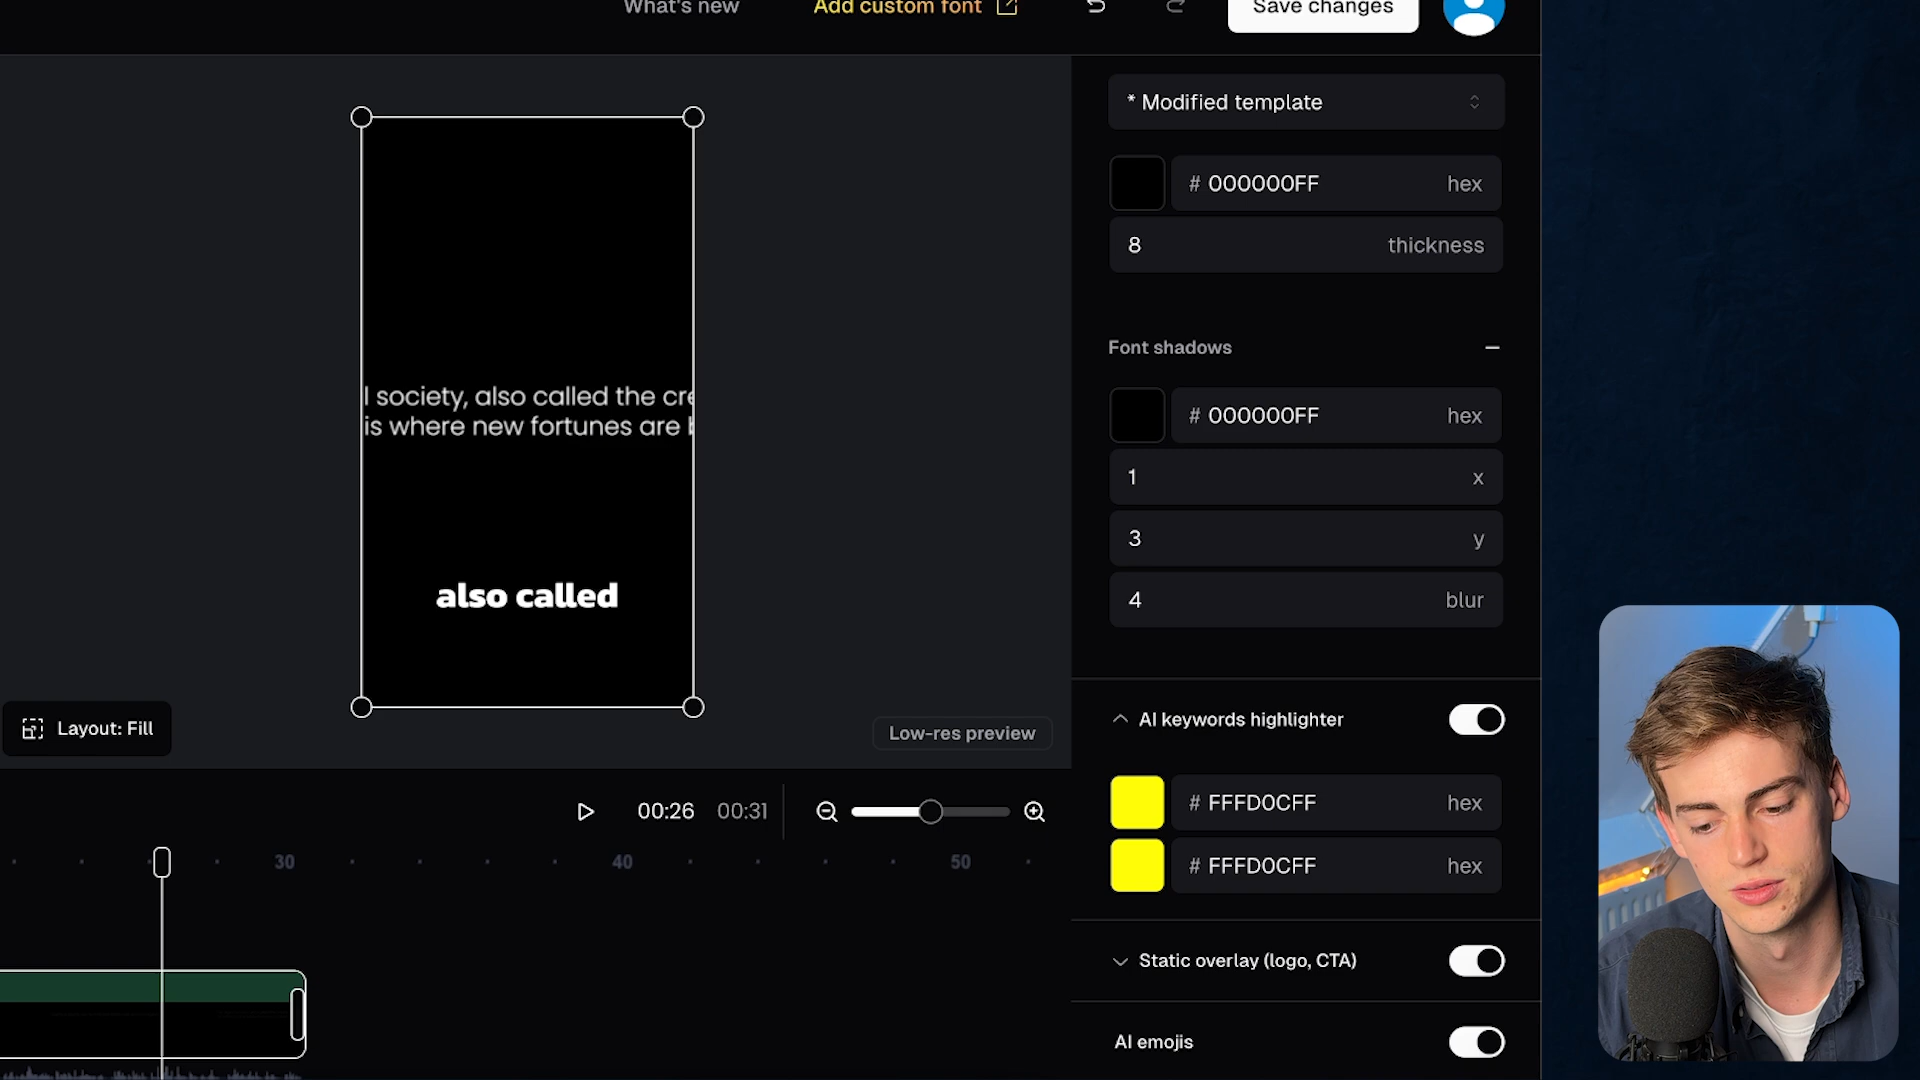 What's new
Add custom font
Save changes
* Modified template
# 000000FF hex
8 thickness
Font shadows
# 000000FF hex
1 x
3 y
4 blur
l society, also called the cre
is where new fortunes are
also called
Layout: Fill
Low-res preview
00:26 00:31
30 40 50
AI keywords highlighter
# FFFD0CFF hex
# FFFD0CFF hex
Static overlay (logo, CTA)
AI emojis